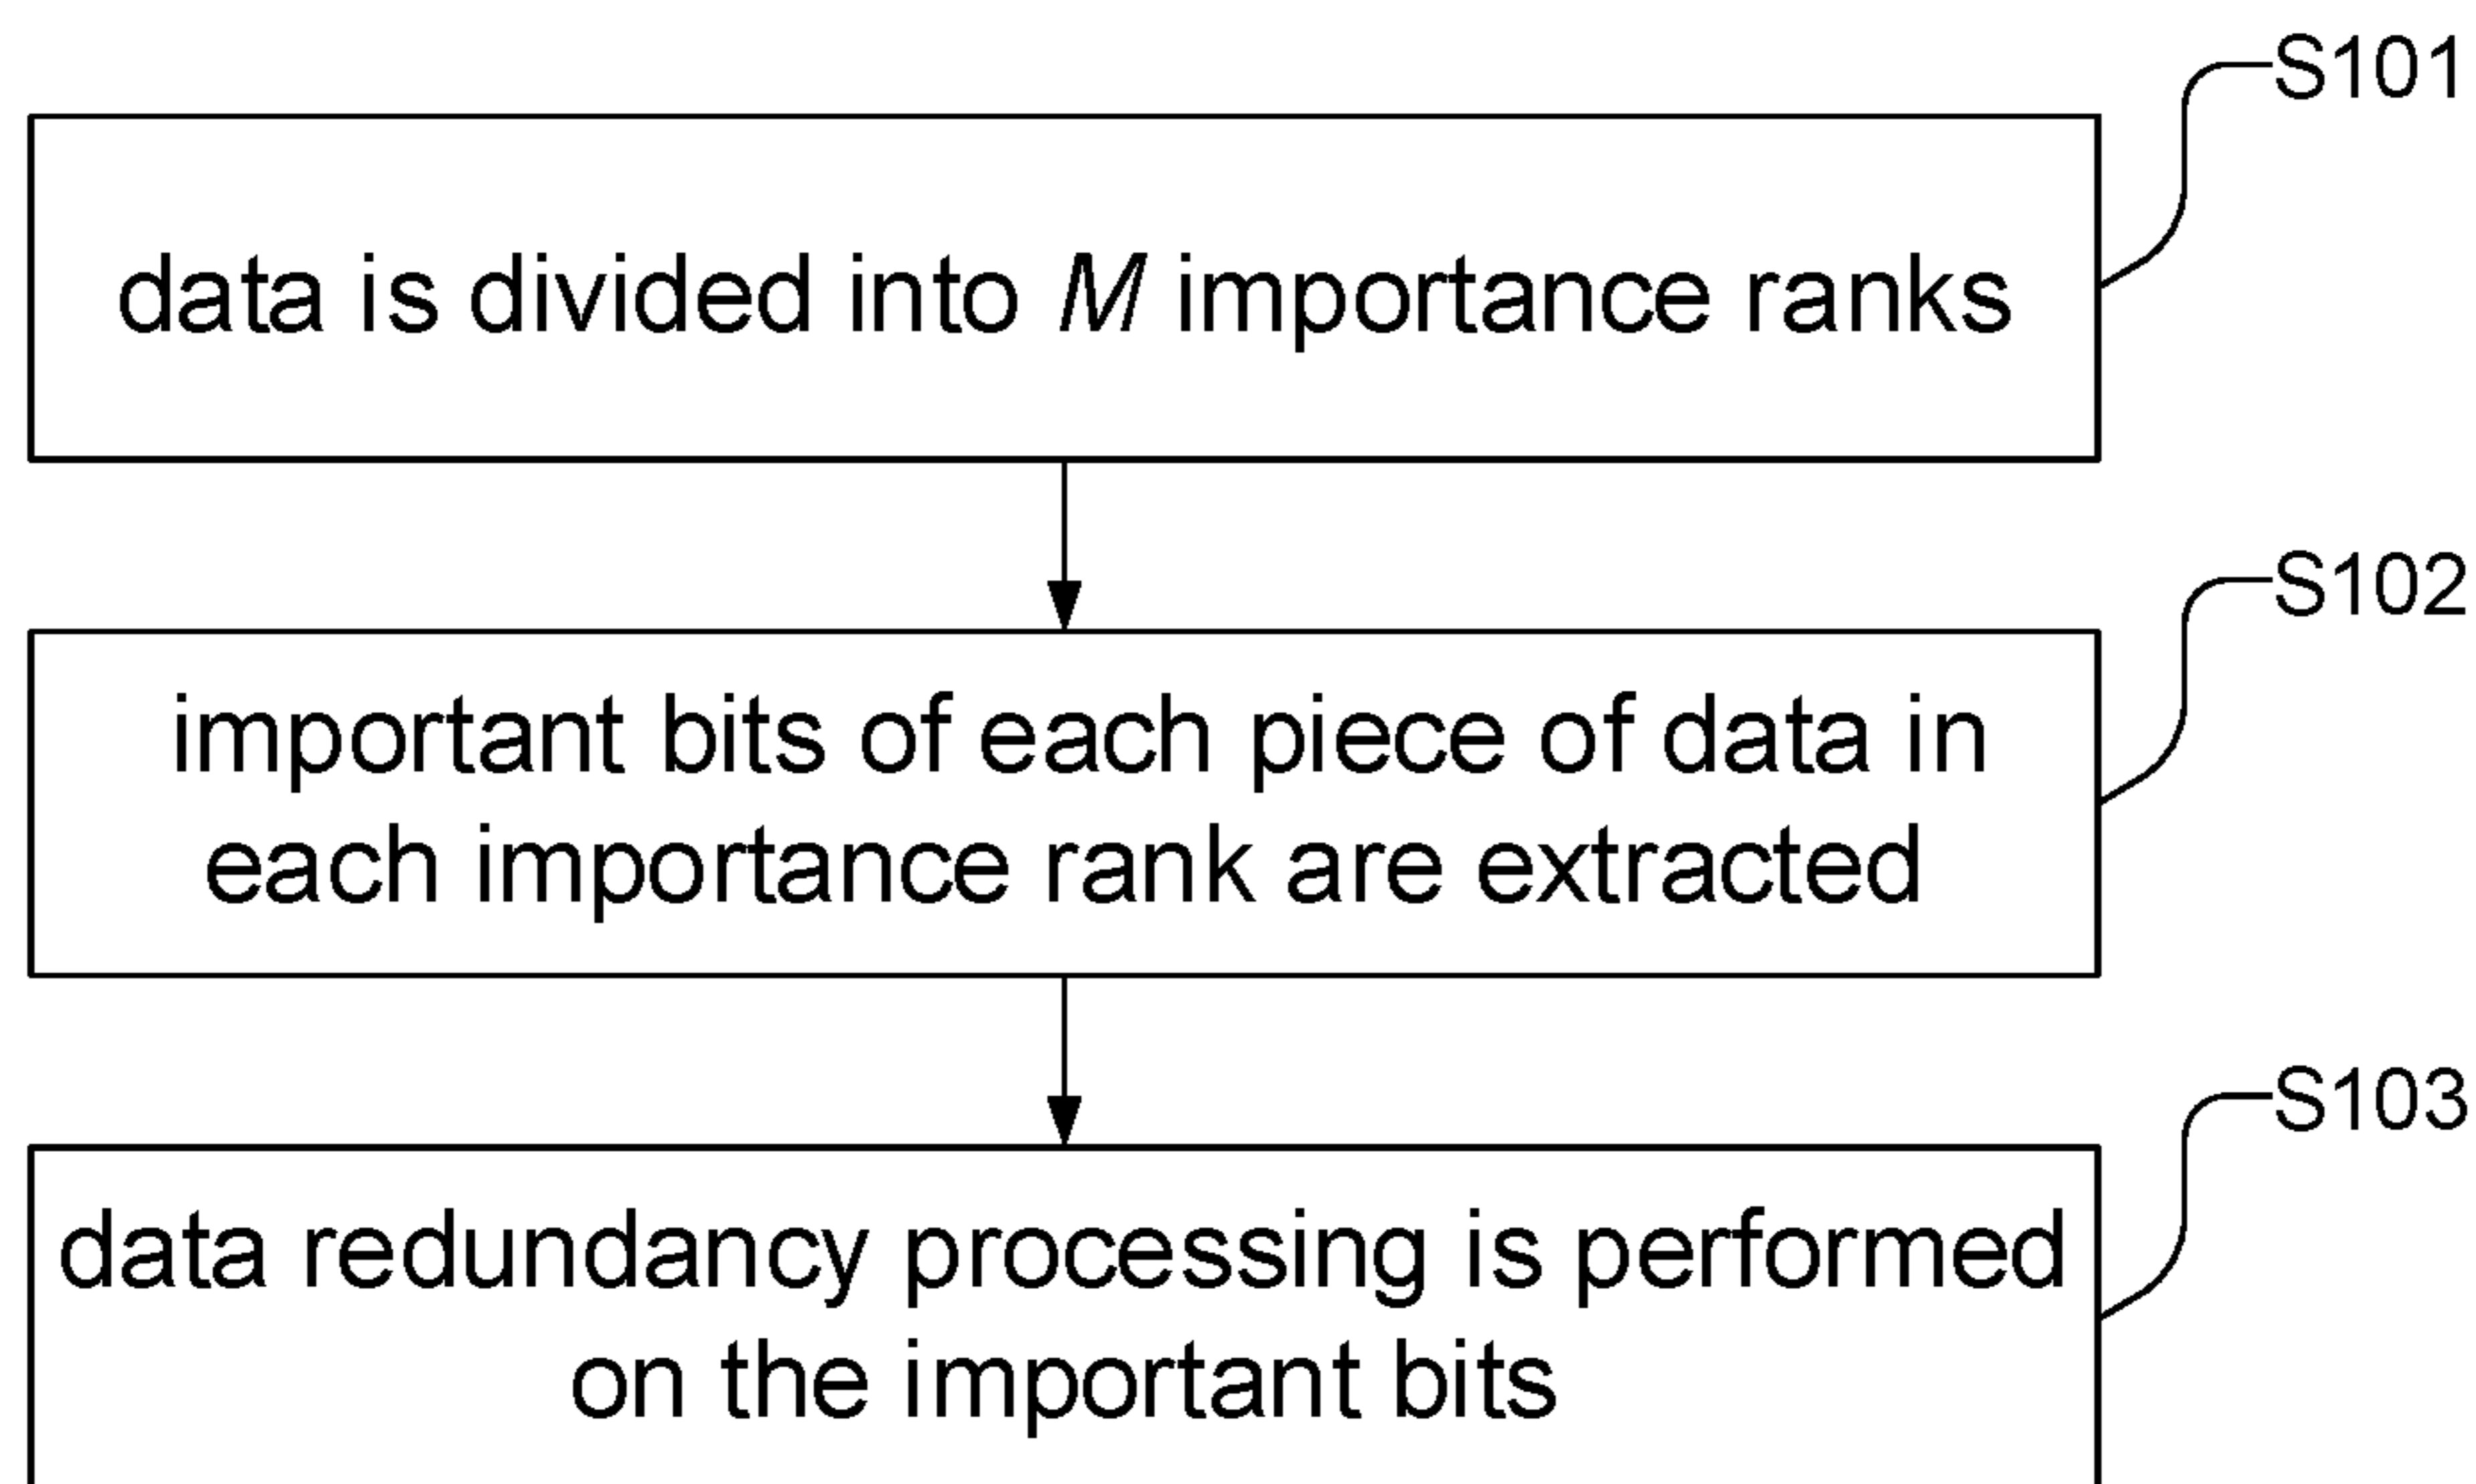 S101
data is divided into M importance ranks
S102
important bits of each piece of data in
each importance rank are extracted
S103
data redundancy processing is performed
on the important bits